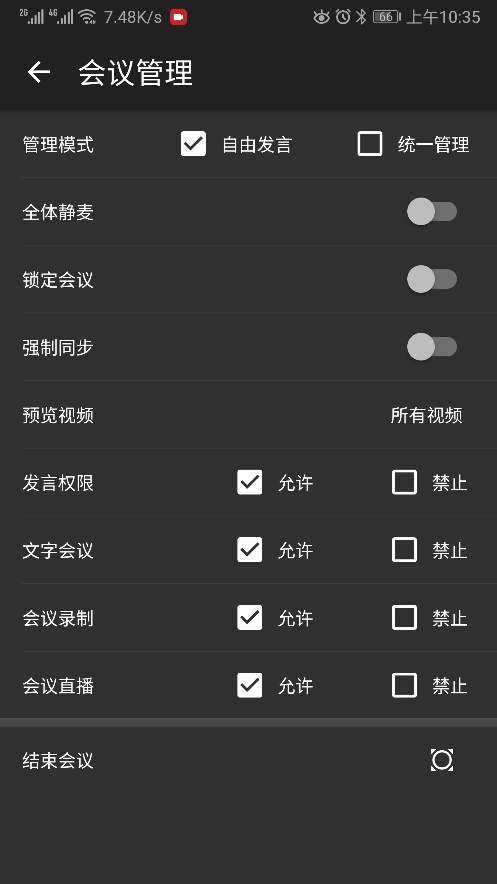 2G 4G 7.48K/s 66 上午10:35
会议管理
管理模式 自由发言 统一管理
全体静麦
锁定会议
强制同步
预览视频 所有视频
发言权限 允许 禁止
文字会议 允许 禁止
会议录制 允许 禁止
会议直播 允许 禁止
结束会议